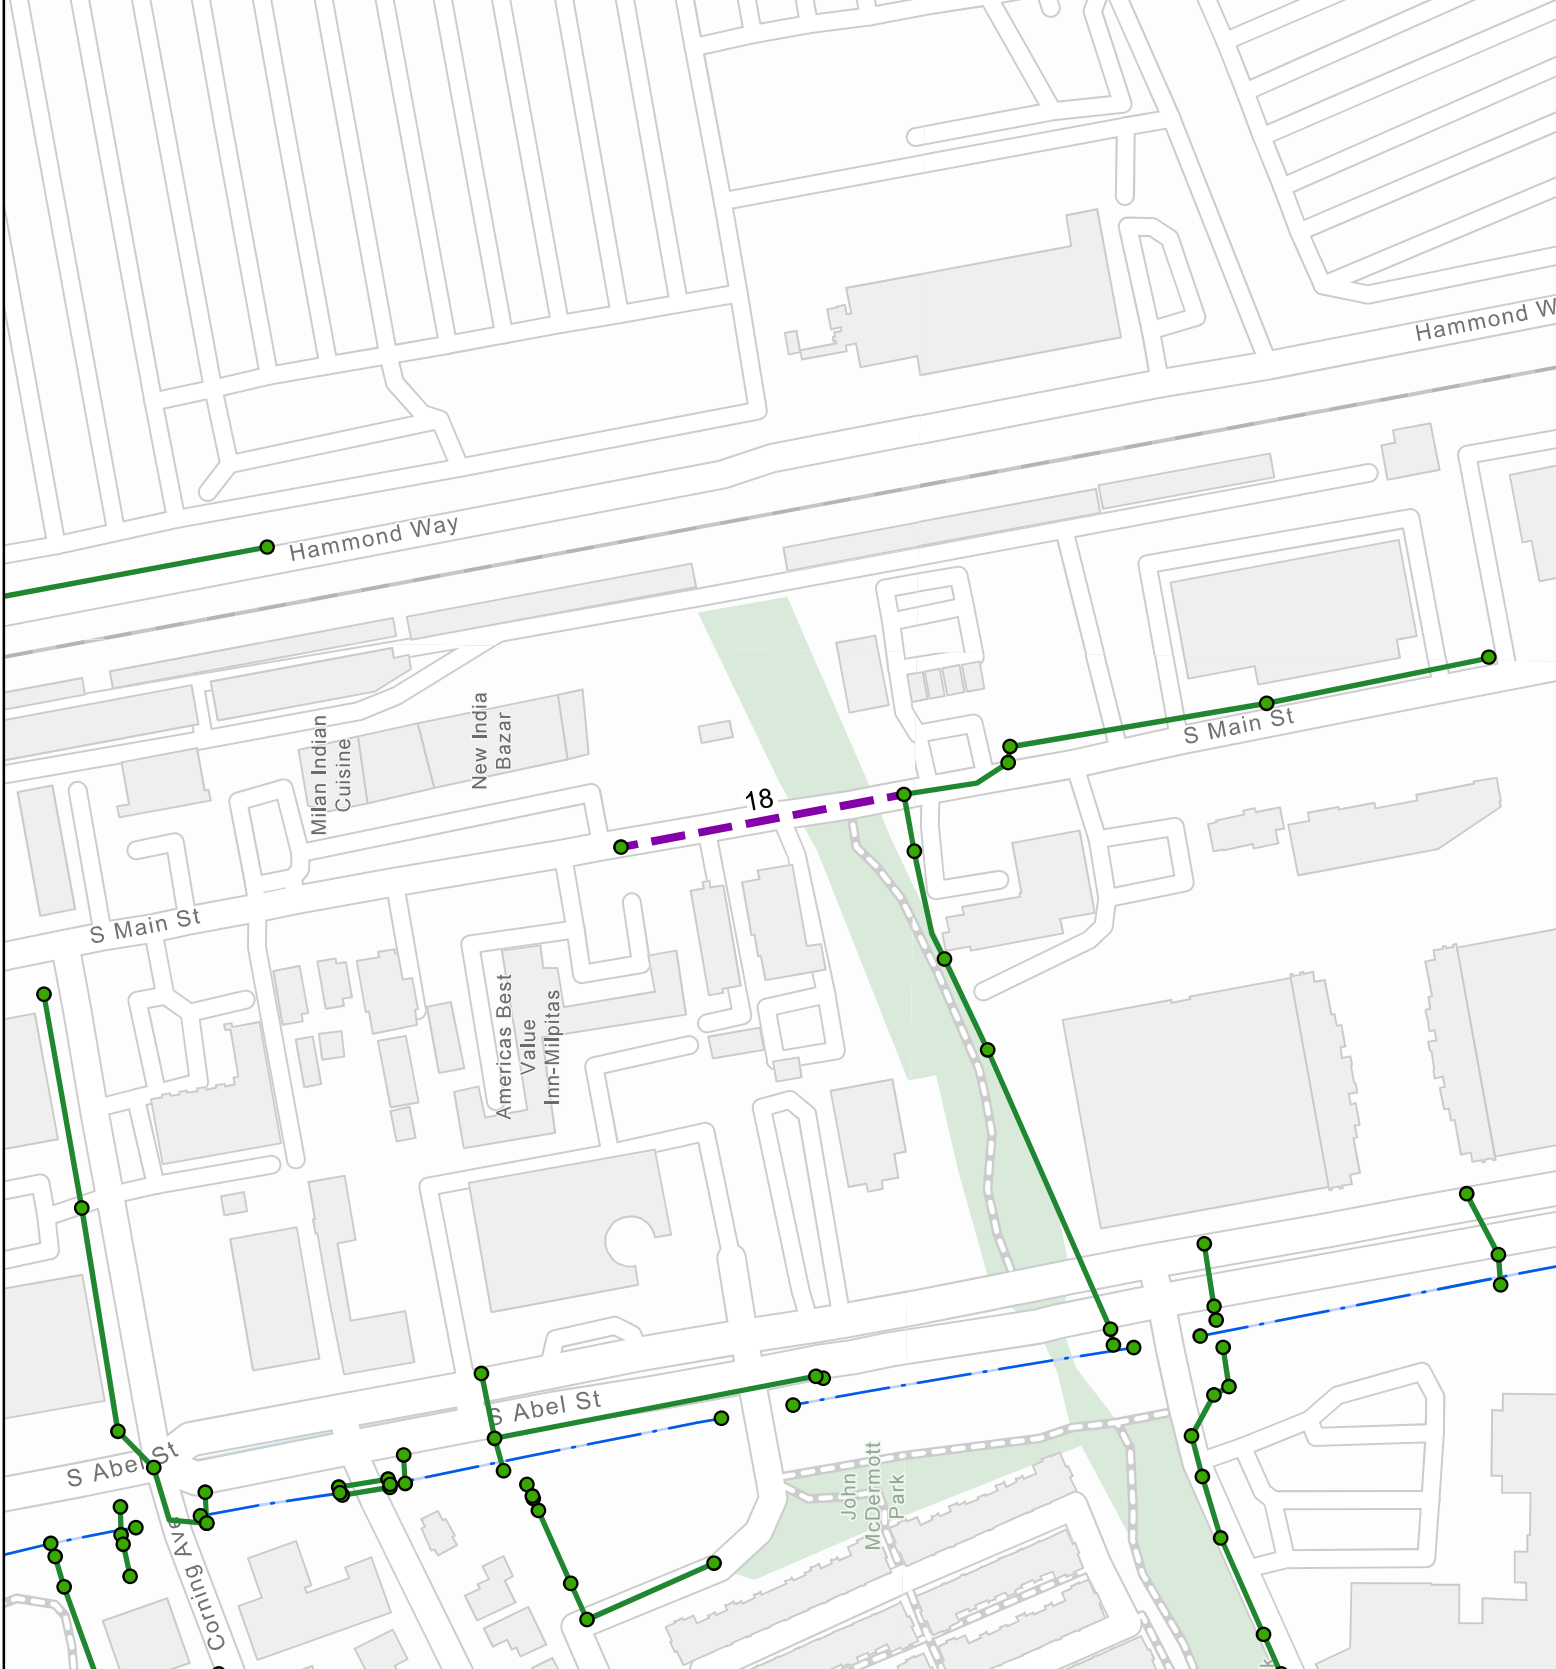 Hammond W
Hammond Way
S Main St
Milan Indian
Cuisine
New India
Bazar
18
S Main St
Americas Best
Value
Inn-Milpitas
S Abel St
S Abel St
John
McDermott
Park
Corning Ave
k